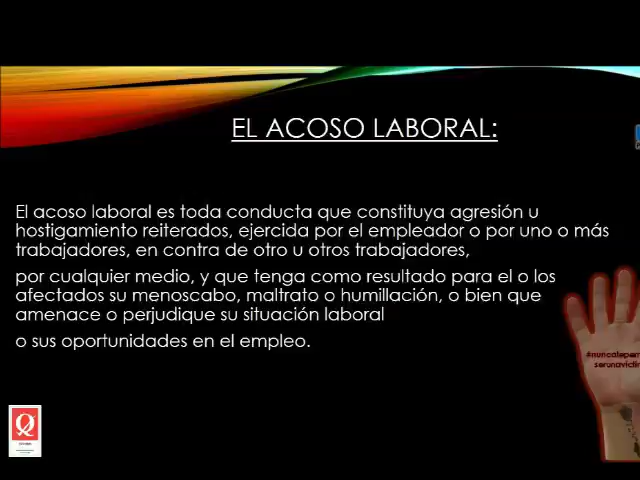 EL ACOSO LABORAL:
El acoso laboral es toda conducta que constituya agresión u
hostigamiento reiterados, ejercida por el empleador o por uno o más
trabajadores, en contra de otro u otros trabajadores,
por cualquier medio, y que tenga como resultado para el o los
afectados su menoscabo, maltrato o humillación, o bien que
amenace o perjudique su situación laboral
o sus oportunidades en el empleo.
Q